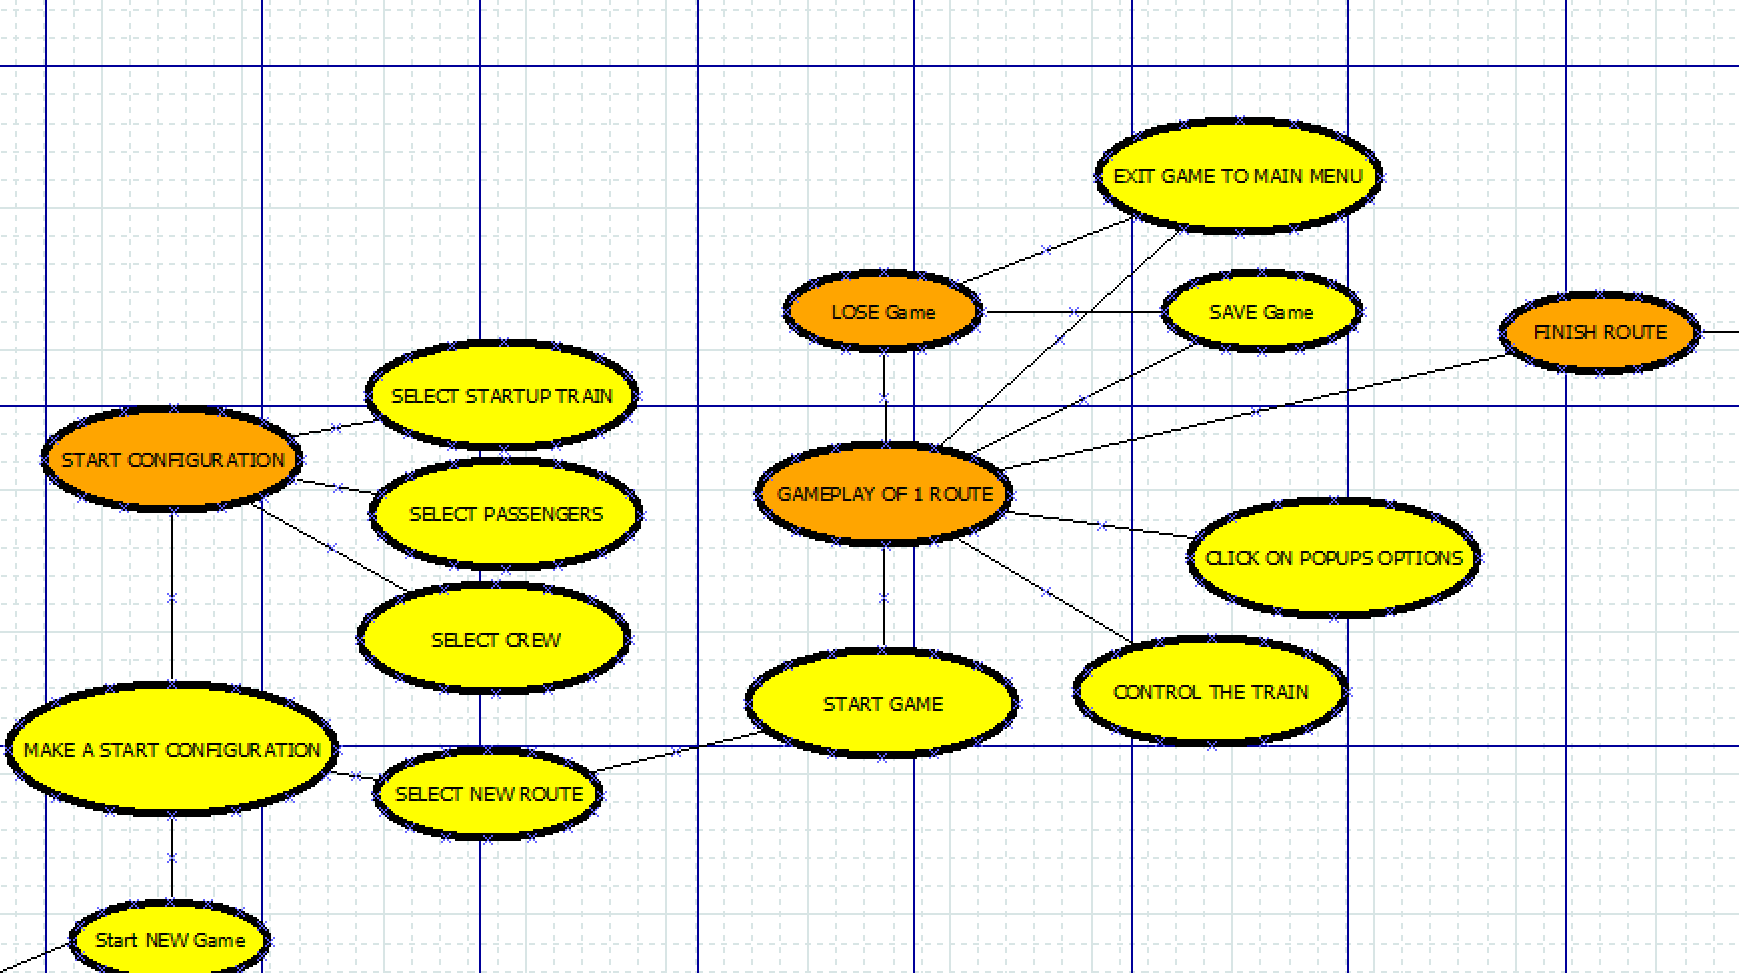 EXIT GAME TO MAIN MENU
LOSE Game
SAVE Game
FINISH ROUTE
SELECT STARTUP TRAIN
START CONFIGURATION
GAMEPLAY OF 1 ROUTE
SELECT PASSENGERS
CLICK ON POPUPS OPTIONS
SELECT CREW
CONTROL THE TRAIN
START GAME
MAKE A START CONFIGURATION
SELECT NEW ROUTE
Start NEW Game